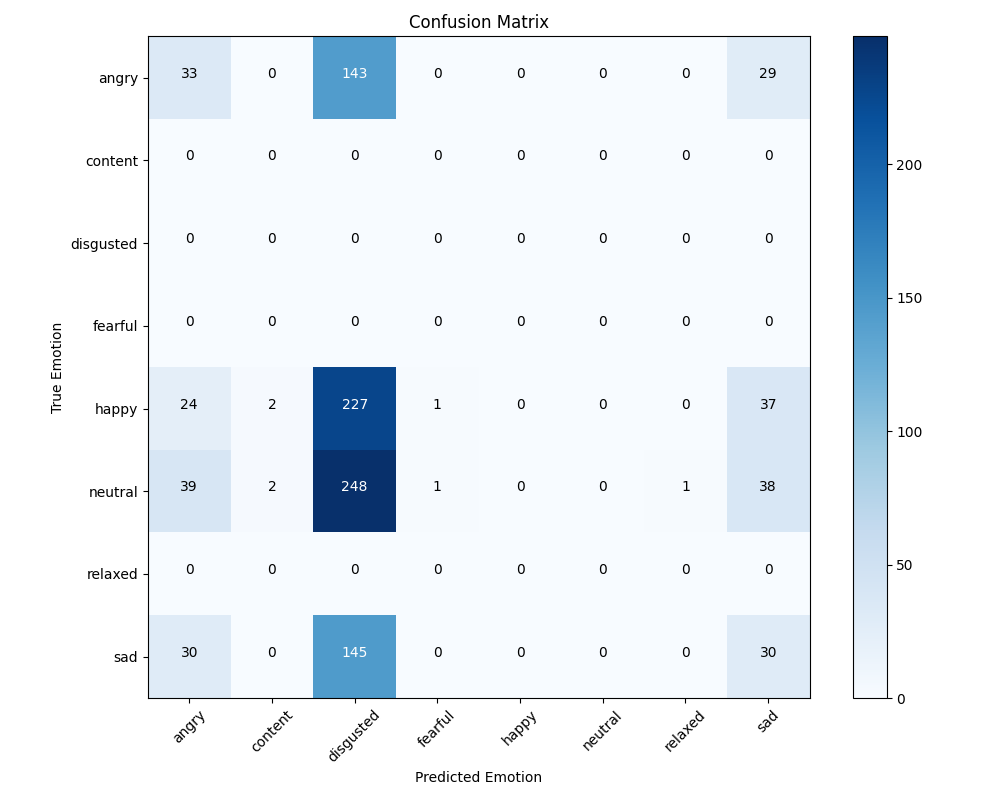 Confusion Matrix
angry 33 0 143 0 0 0 0 29
content 0 0 0 0 0 0 0 0
disgusted 0 0 0 0 0 0 0 0
fearful 0 0 0 0 0 0 0 0
happy 24 2 227 1 0 0 0 37
neutral 39 2 248 1 0 0 1 38
relaxed 0 0 0 0 0 0 0 0
sad 30 0 145 0 0 0 0 30
angry content disgusted fearful happy neutral relaxed sad
Predicted Emotion
True Emotion
200
150
100
50
0